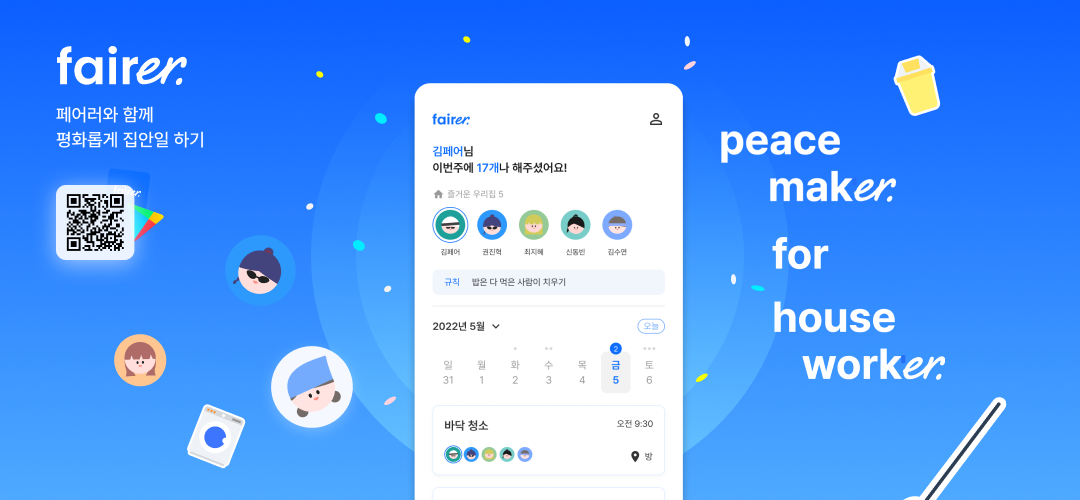 fairer.
페어러와 함께
평화롭게 집안일 하기
fairer.
김페어님
이번주에 17개나 해주셨어요!
즐거운 우리집 5
김페어 권진혁 최지혜 신동빈 김수연
규칙 밥은 다 먹은 사람이 치우기
2022년 5월 오늘
2
일 월 화 수 목 금 토
31 1 2 3 4 5 6
바닥 청소 오전 9:30
방
peace
maker.
for
house
worker.